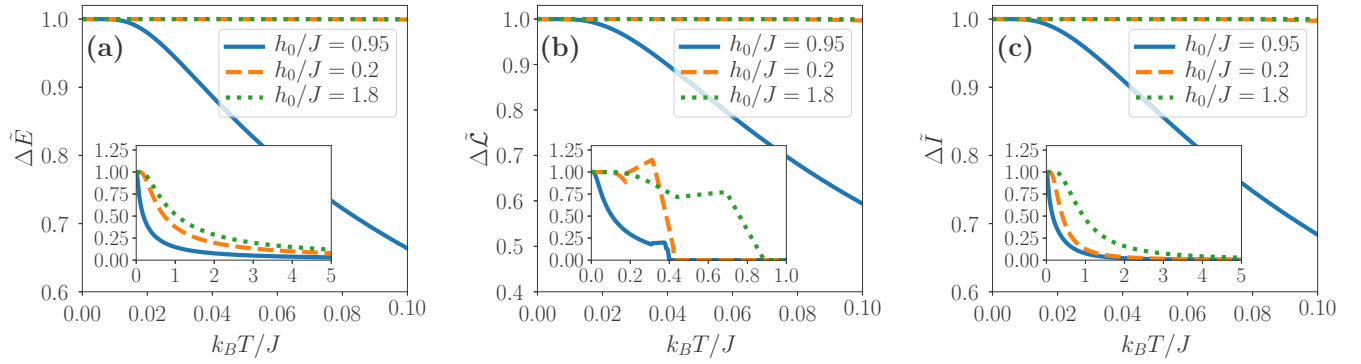 (a)
h₀/J = 0.95
h₀/J = 0.2
h₀/J = 1.8
ΔẼ
1.0
0.9
0.8
0.7
0.6
1.25
1.00
0.75
0.50
0.25
0.00
0 1 2 3 4 5
0.00 0.02 0.04 0.06 0.08 0.10
k_BT/J
(b)
h₀/J = 0.95
h₀/J = 0.2
h₀/J = 1.8
Δℒ̃
1.0
0.9
0.8
0.7
0.6
0.5
0.4
1.25
1.00
0.75
0.50
0.25
0.00
0.0 0.2 0.4 0.6 0.8 1.0
0.00 0.02 0.04 0.06 0.08 0.10
k_BT/J
(c)
h₀/J = 0.95
h₀/J = 0.2
h₀/J = 1.8
ΔĨ
1.0
0.9
0.8
0.7
0.6
1.25
1.00
0.75
0.50
0.25
0.00
0 1 2 3 4 5
0.00 0.02 0.04 0.06 0.08 0.10
k_BT/J